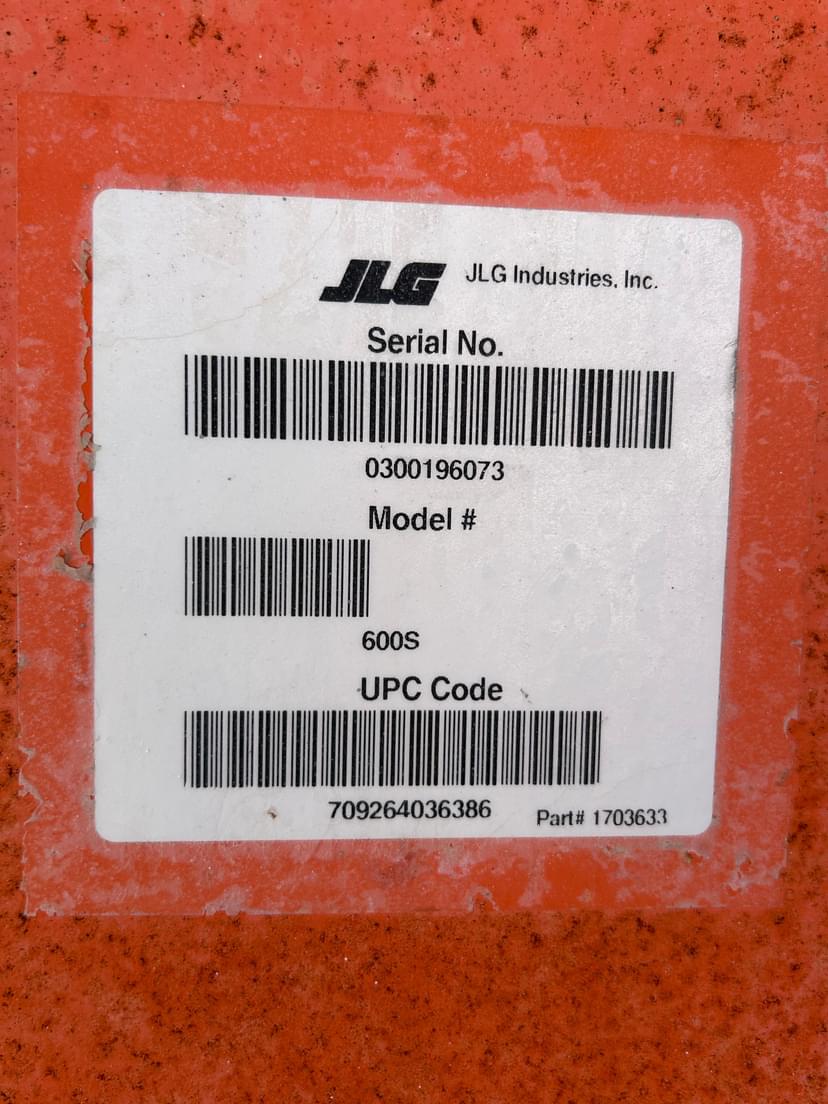 JLG JLG Industries, Inc.
Serial No.
0300196073
Model #
600S
UPC Code
709264036386
Part# 1703633